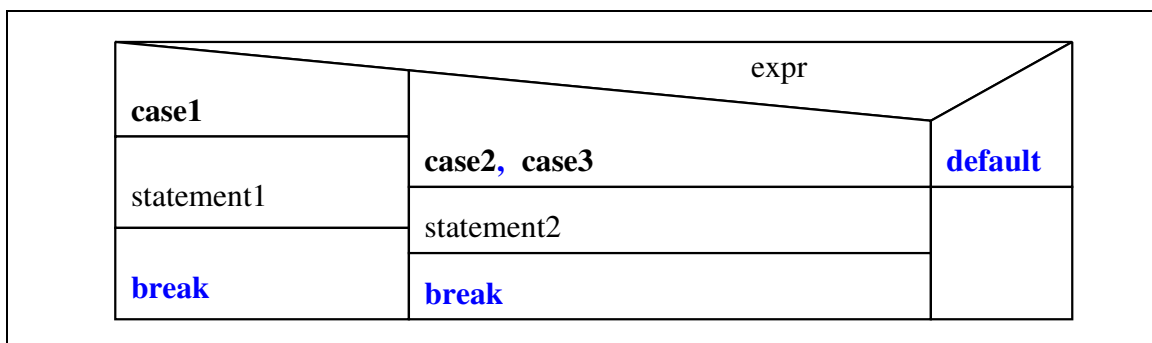 expr
case1
statement1
break
case2, case3
statement2
break
default